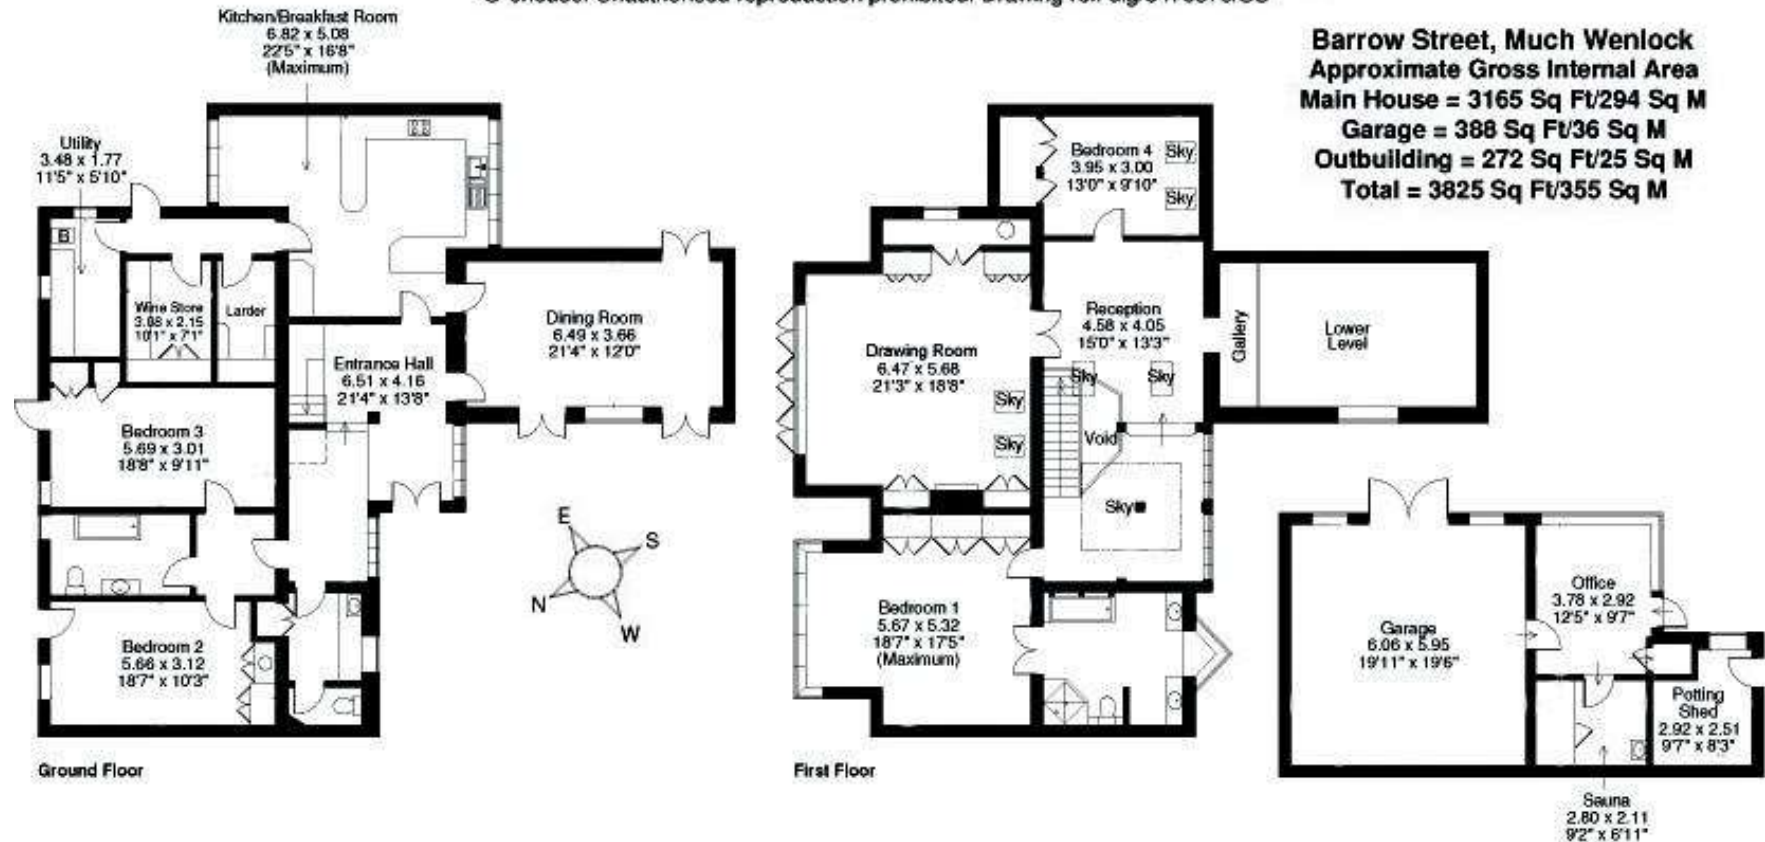 Kitchen/Breakfast Room
6.82 x 5.08
22'5" x 16'8"
(Maximum)
Barrow Street, Much Wenlock
Approximate Gross Internal Area
Main House = 3165 Sq Ft/294 Sq M
Garage = 388 Sq Ft/36 Sq M
Outbuilding = 272 Sq Ft/25 Sq M
Total = 3825 Sq Ft/355 Sq M
Utility
3.48 x 1.77
11'5" x 5'10"
B
Wine Store
3.08 x 2.15
10'1" x 7'1"
Larder
Dining Room
6.49 x 3.66
21'4" x 12'0"
Entrance Hall
6.51 x 4.16
21'4" x 13'8"
Bedroom 3
5.69 x 3.01
18'8" x 9'11"
Bedroom 2
5.66 x 3.12
18'7" x 10'3"
Ground Floor
E
S
N
W
Bedroom 4
3.95 x 3.00
13'0" x 9'10"
Sky
Sky
Reception
4.58 x 4.05
15'0" x 13'3"
Sky
Sky
Gallery
Lower
Level
Drawing Room
6.47 x 5.68
21'3" x 18'8"
Sky
Sky
Void
Sky
Bedroom 1
5.67 x 5.32
18'7" x 17'5"
(Maximum)
First Floor
Garage
6.06 x 5.95
19'11" x 19'6"
Office
3.78 x 2.92
12'5" x 9'7"
Potting
Shed
2.92 x 2.51
9'7" x 8'3"
Sauna
2.80 x 2.11
9'2" x 6'11"